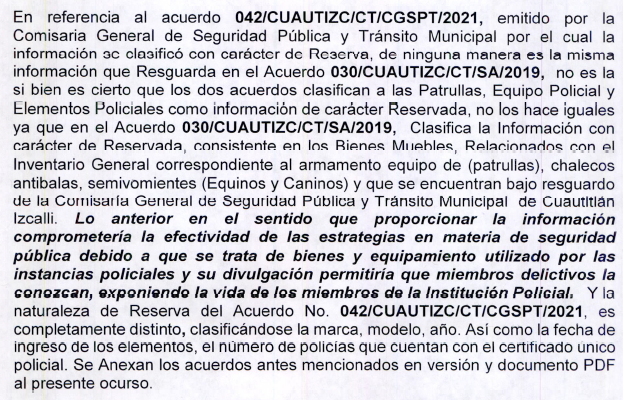 En referencia al acuerdo 042/CUAUTIZC/CT/CGSPT/2021, emitido por la
Comisaria General de Seguridad Pública y Tránsito Municipal por el cual la
información se clasificó con carácter de Reserva, de ninguna manera es la misma
información que Resguarda en el Acuerdo 030/CUAUTIZC/CT/SA/2019, no es la
si bien es cierto que los dos acuerdos clasifican a las Patrullas, Equipo Policial y
Elementos Policiales como información de carácter Reservada, no los hace iguales
ya que en el Acuerdo 030/CUAUTIZC/CT/SA/2019, Clasifica la Información con
carácter de Reservada, consistente en los Bienes Muebles, Relacionados con el
Inventario General correspondiente al armamento equipo de (patrullas), chalecos
antibalas, semivomientes (Equinos y Caninos) y que se encuentran bajo resguardo
de la Comisaría General de Seguridad Pública y Tránsito Municipal de Cuautitlán
Izcalli. Lo anterior en el sentido que proporcionar la información
comprometería la efectividad de las estrategias en materia de seguridad
pública debido a que se trata de bienes y equipamiento utilizado por las
instancias policiales y su divulgación permitiría que miembros delictivos la
conozcan, exponiendo la vida de los miembros de la Institución Policial. Y la
naturaleza de Reserva del Acuerdo No. 042/CUAUTIZC/CT/CGSPT/2021, es
completamente distinto, clasificándose la marca, modelo, año. Así como la fecha de
ingreso de los elementos, el número de policías que cuentan con el certificado único
policial. Se Anexan los acuerdos antes mencionados en versión y documento PDF
al presente ocurso.